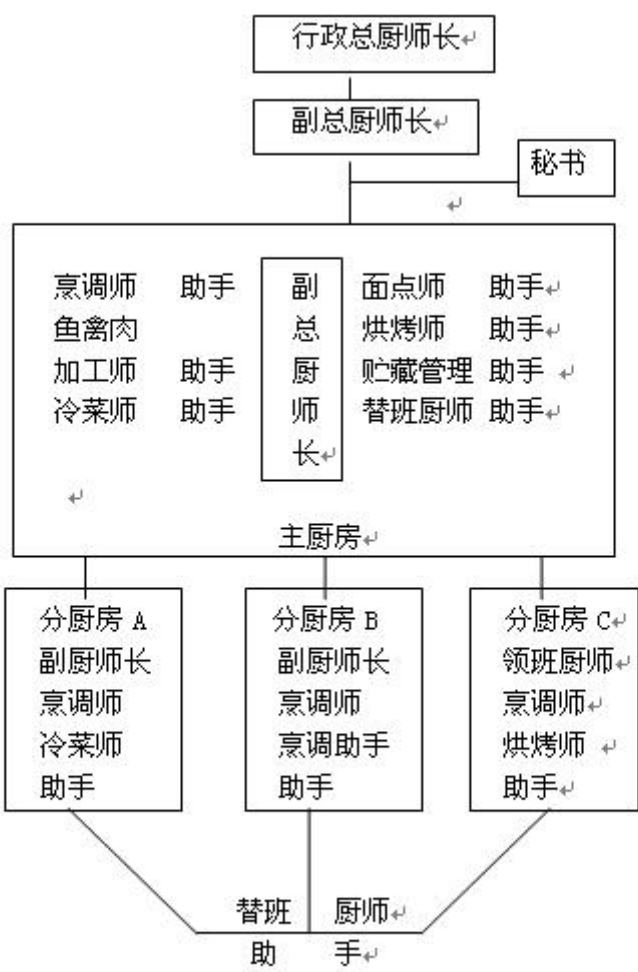 行政总厨师长
副总厨师长
秘书
烹调师 助手
鱼禽肉
加工师 助手
冷菜师 助手
副
总
厨
师
长
面点师 助手
烘烤师 助手
贮藏管理 助手
替班厨师 助手
主厨房
分厨房 A
副厨师长
烹调师
冷菜师
助手
分厨房 B
副厨师长
烹调师
烹调助手
助手
分厨房 C
领班厨师
烹调师
烘烤师
助手
替班 厨师
助 手